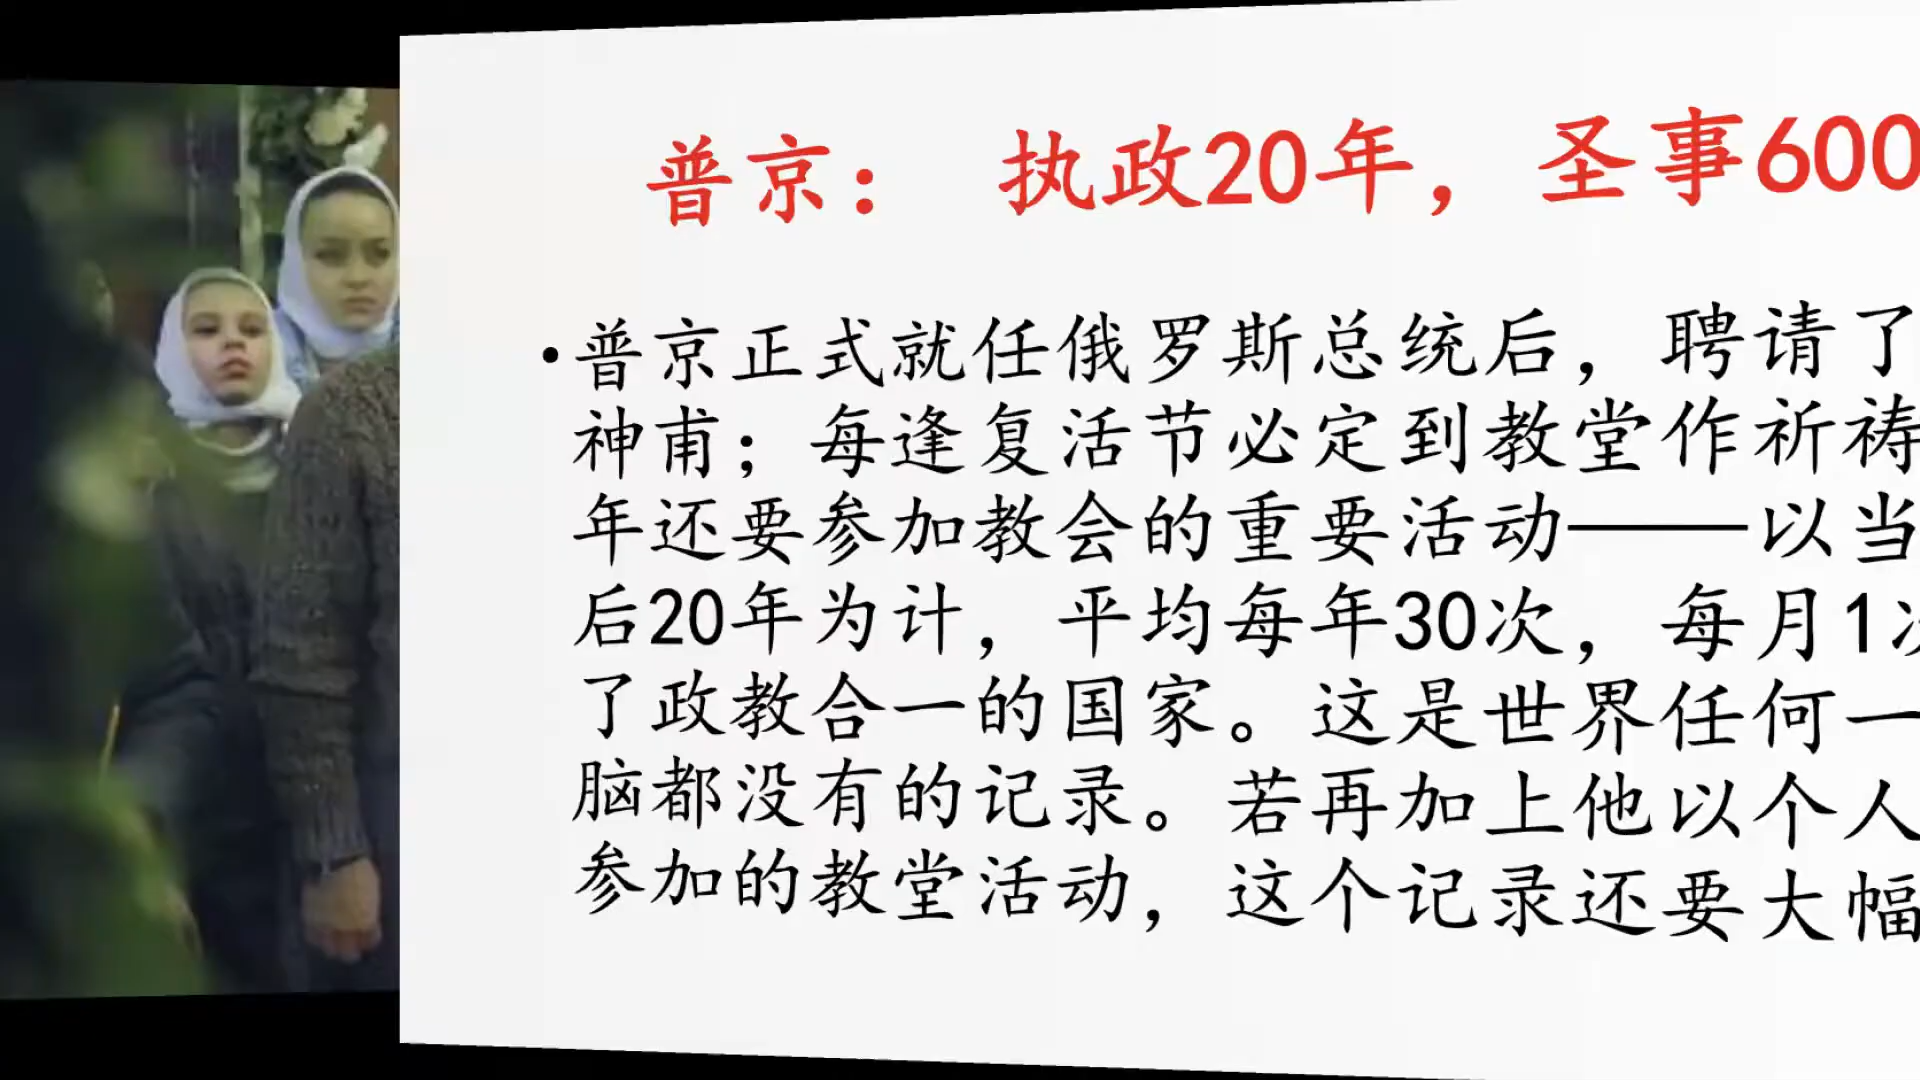 普京： 执政20年，圣事600
•普京正式就任俄罗斯总统后，聘请了
神甫；每逢复活节必定到教堂作祈祷
年还要参加教会的重要活动——以当
后20年为计，平均每年30次，每月1次
了政教合一的国家。这是世界任何一
脑都没有的记录。若再加上他以个人
参加的教堂活动，这个记录还要大幅